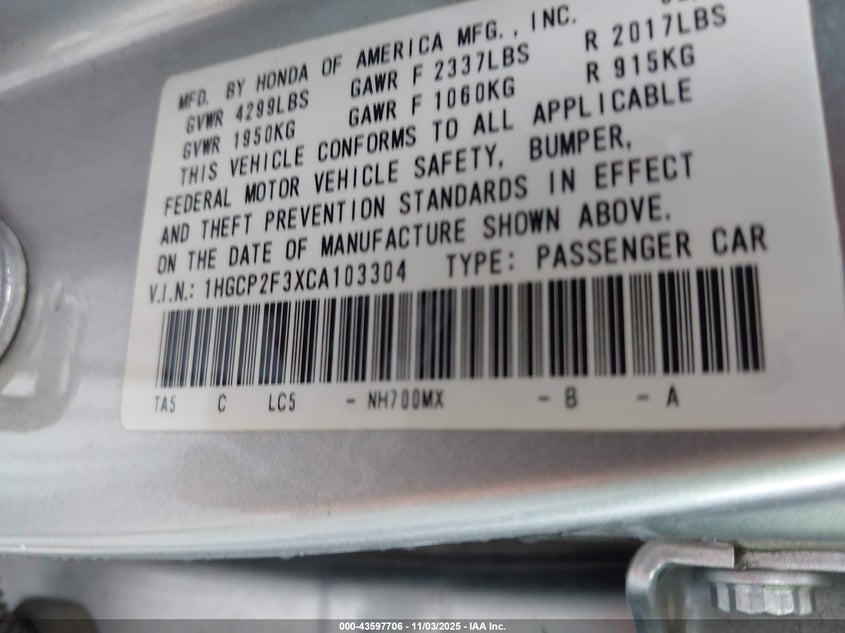 MFD. BY HONDA OF AMERICA MFG., INC.
GVWR 4299LBS GAWR F 2337LBS R 2017LBS
GVWR 1950KG GAWR F 1060KG R 915KG
THIS VEHICLE CONFORMS TO ALL APPLICABLE
FEDERAL MOTOR VEHICLE SAFETY, BUMPER,
AND THEFT PREVENTION STANDARDS IN EFFECT
ON THE DATE OF MANUFACTURE SHOWN ABOVE.
V.I.N.: 1HGCP2F3XCA103304 TYPE: PASSENGER CAR
TA5 C LC5 - NH700MX - B - A
000-43597706 - 11/03/2025 - IAA Inc.